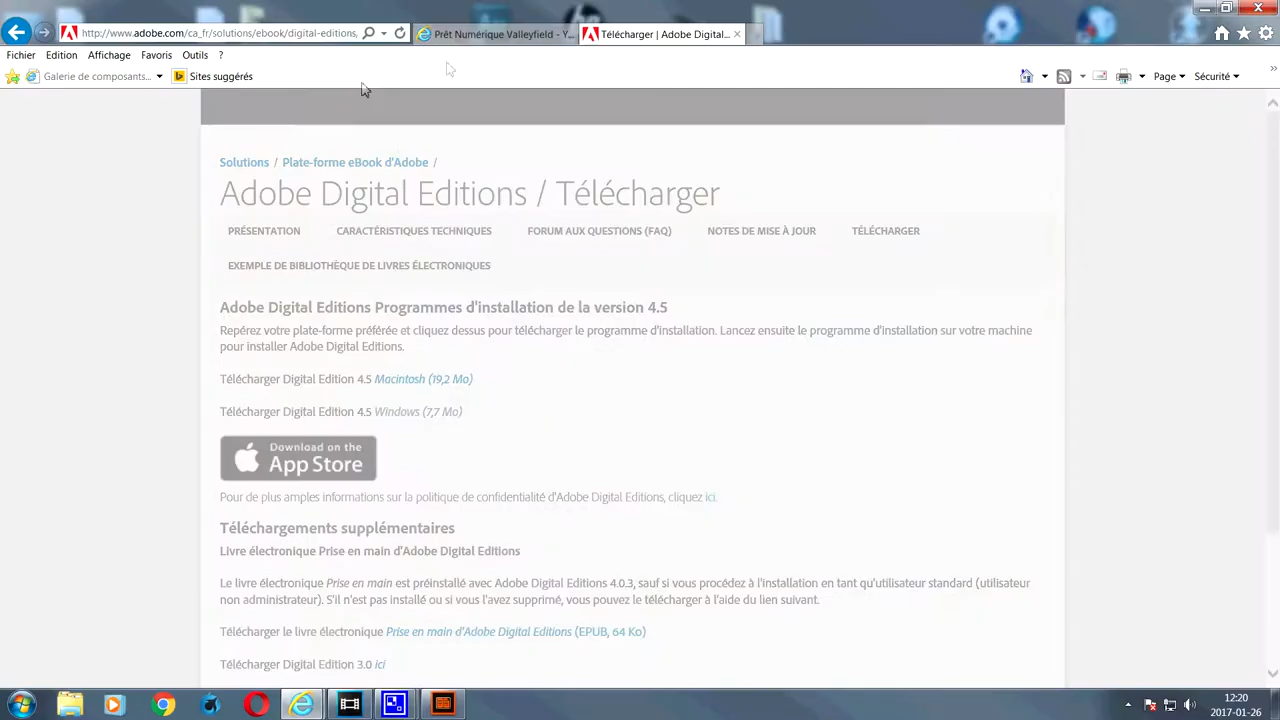 http://www.adobe.com/ca_fr/solutions/ebook/digital-editions,
Prêt Numérique Valleyfield - Y...
Télécharger | Adobe Digital...
Fichier Edition Affichage Favoris Outils ?
Galerie de composants... Sites suggérés Page Sécurité
Solutions / Plate-forme eBook d'Adobe /
Adobe Digital Editions / Télécharger
PRÉSENTATION CARACTÉRISTIQUES TECHNIQUES FORUM AUX QUESTIONS (FAQ) NOTES DE MISE À JOUR TÉLÉCHARGER
EXEMPLE DE BIBLIOTHÈQUE DE LIVRES ÉLECTRONIQUES
Adobe Digital Editions Programmes d'installation de la version 4.5
Repérez votre plate-forme préférée et cliquez dessus pour télécharger le programme d'installation. Lancez ensuite le programme d'installation sur votre machine
pour installer Adobe Digital Editions.
Télécharger Digital Edition 4.5 Macintosh (19,2 Mo)
Télécharger Digital Edition 4.5 Windows (7,7 Mo)
Download on the
App Store
Pour de plus amples informations sur la politique de confidentialité d'Adobe Digital Editions, cliquez ici.
Téléchargements supplémentaires
Livre électronique Prise en main d'Adobe Digital Editions
Le livre électronique Prise en main est préinstallé avec Adobe Digital Editions 4.0.3, sauf si vous procédez à l'installation en tant qu'utilisateur standard (utilisateur
non administrateur). S'il n'est pas installé ou si vous l'avez supprimé, vous pouvez le télécharger à l'aide du lien suivant.
Télécharger le livre électronique Prise en main d'Adobe Digital Editions (EPUB, 64 Ko)
Télécharger Digital Edition 3.0 ici
12:20
2017-01-26